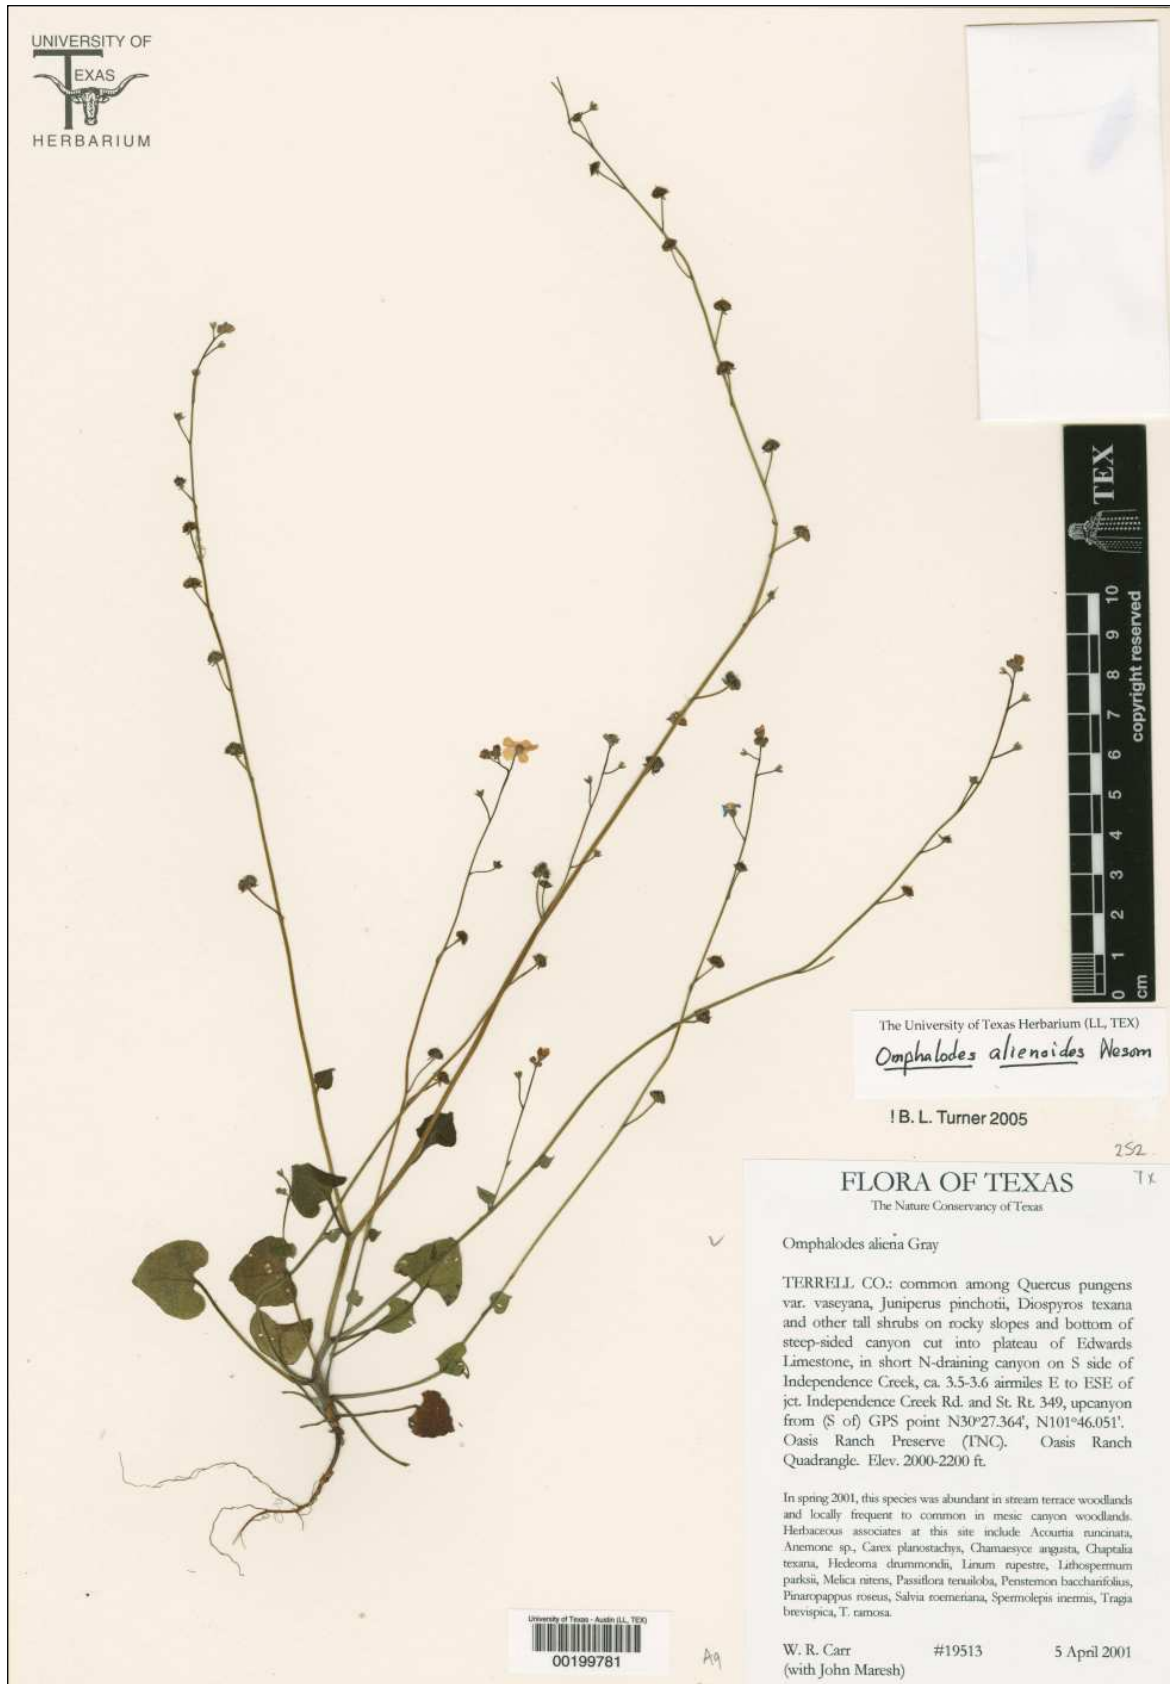 UNIVERSITY OF
TEXAS
HERBARIUM
TEX
copyright reserved
0 1 2 3 4 5 6 7 8 9 10
cm
The University of Texas Herbarium (LL, TEX)
Omphalodes alienoides Nesom
! B. L. Turner 2005
252
Tx
FLORA OF TEXAS
The Nature Conservancy of Texas
Omphalodes aliena Gray
TERRELL CO.: common among Quercus pungens
var. vaseyana, Juniperus pinchotii, Diospyros texana
and other tall shrubs on rocky slopes and bottom of
steep-sided canyon cut into plateau of Edwards
Limestone, in short N-draining canyon on S side of
Independence Creek, ca. 3.5-3.6 airmiles E to ESE of
jct. Independence Creek Rd. and St. Rt. 349, upcanyon
from (S of) GPS point N30°27.364', N101°46.051'.
Oasis Ranch Preserve (TNC). Oasis Ranch
Quadrangle. Elev. 2000-2200 ft.
In spring 2001, this species was abundant in stream terrace woodlands
and locally frequent to common in mesic canyon woodlands.
Herbaceous associates at this site include Acourtia runcinata,
Anemone sp., Carex planostachys, Chamaesyce angusta, Chaptalia
texana, Hedeoma drummondii, Linum rupestre, Lithospermum
parksii, Melica nitens, Passiflora tenuiloba, Penstemon baccharifolius,
Pinaropappus roseus, Salvia roemeriana, Spermolepis inermis, Tragia
brevispica, T. ramosa.
W. R. Carr #19513 5 April 2001
(with John Maresh)
University of Texas - Austin (LL, TEX)
00199781